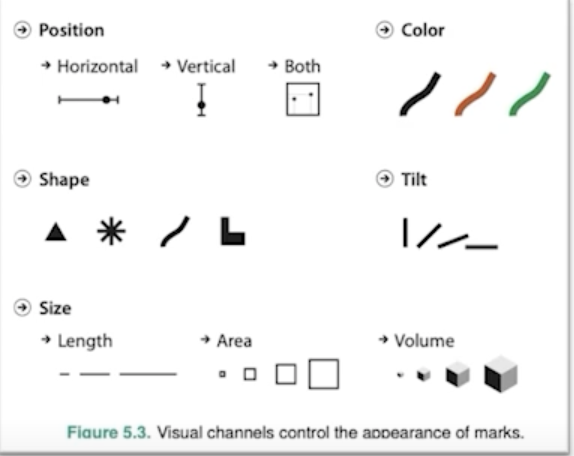 Position
Color
Horizontal
Vertical
Both
Shape
Tilt
Size
Length
Area
Volume
Figure 5.3. Visual channels control the appearance of marks.